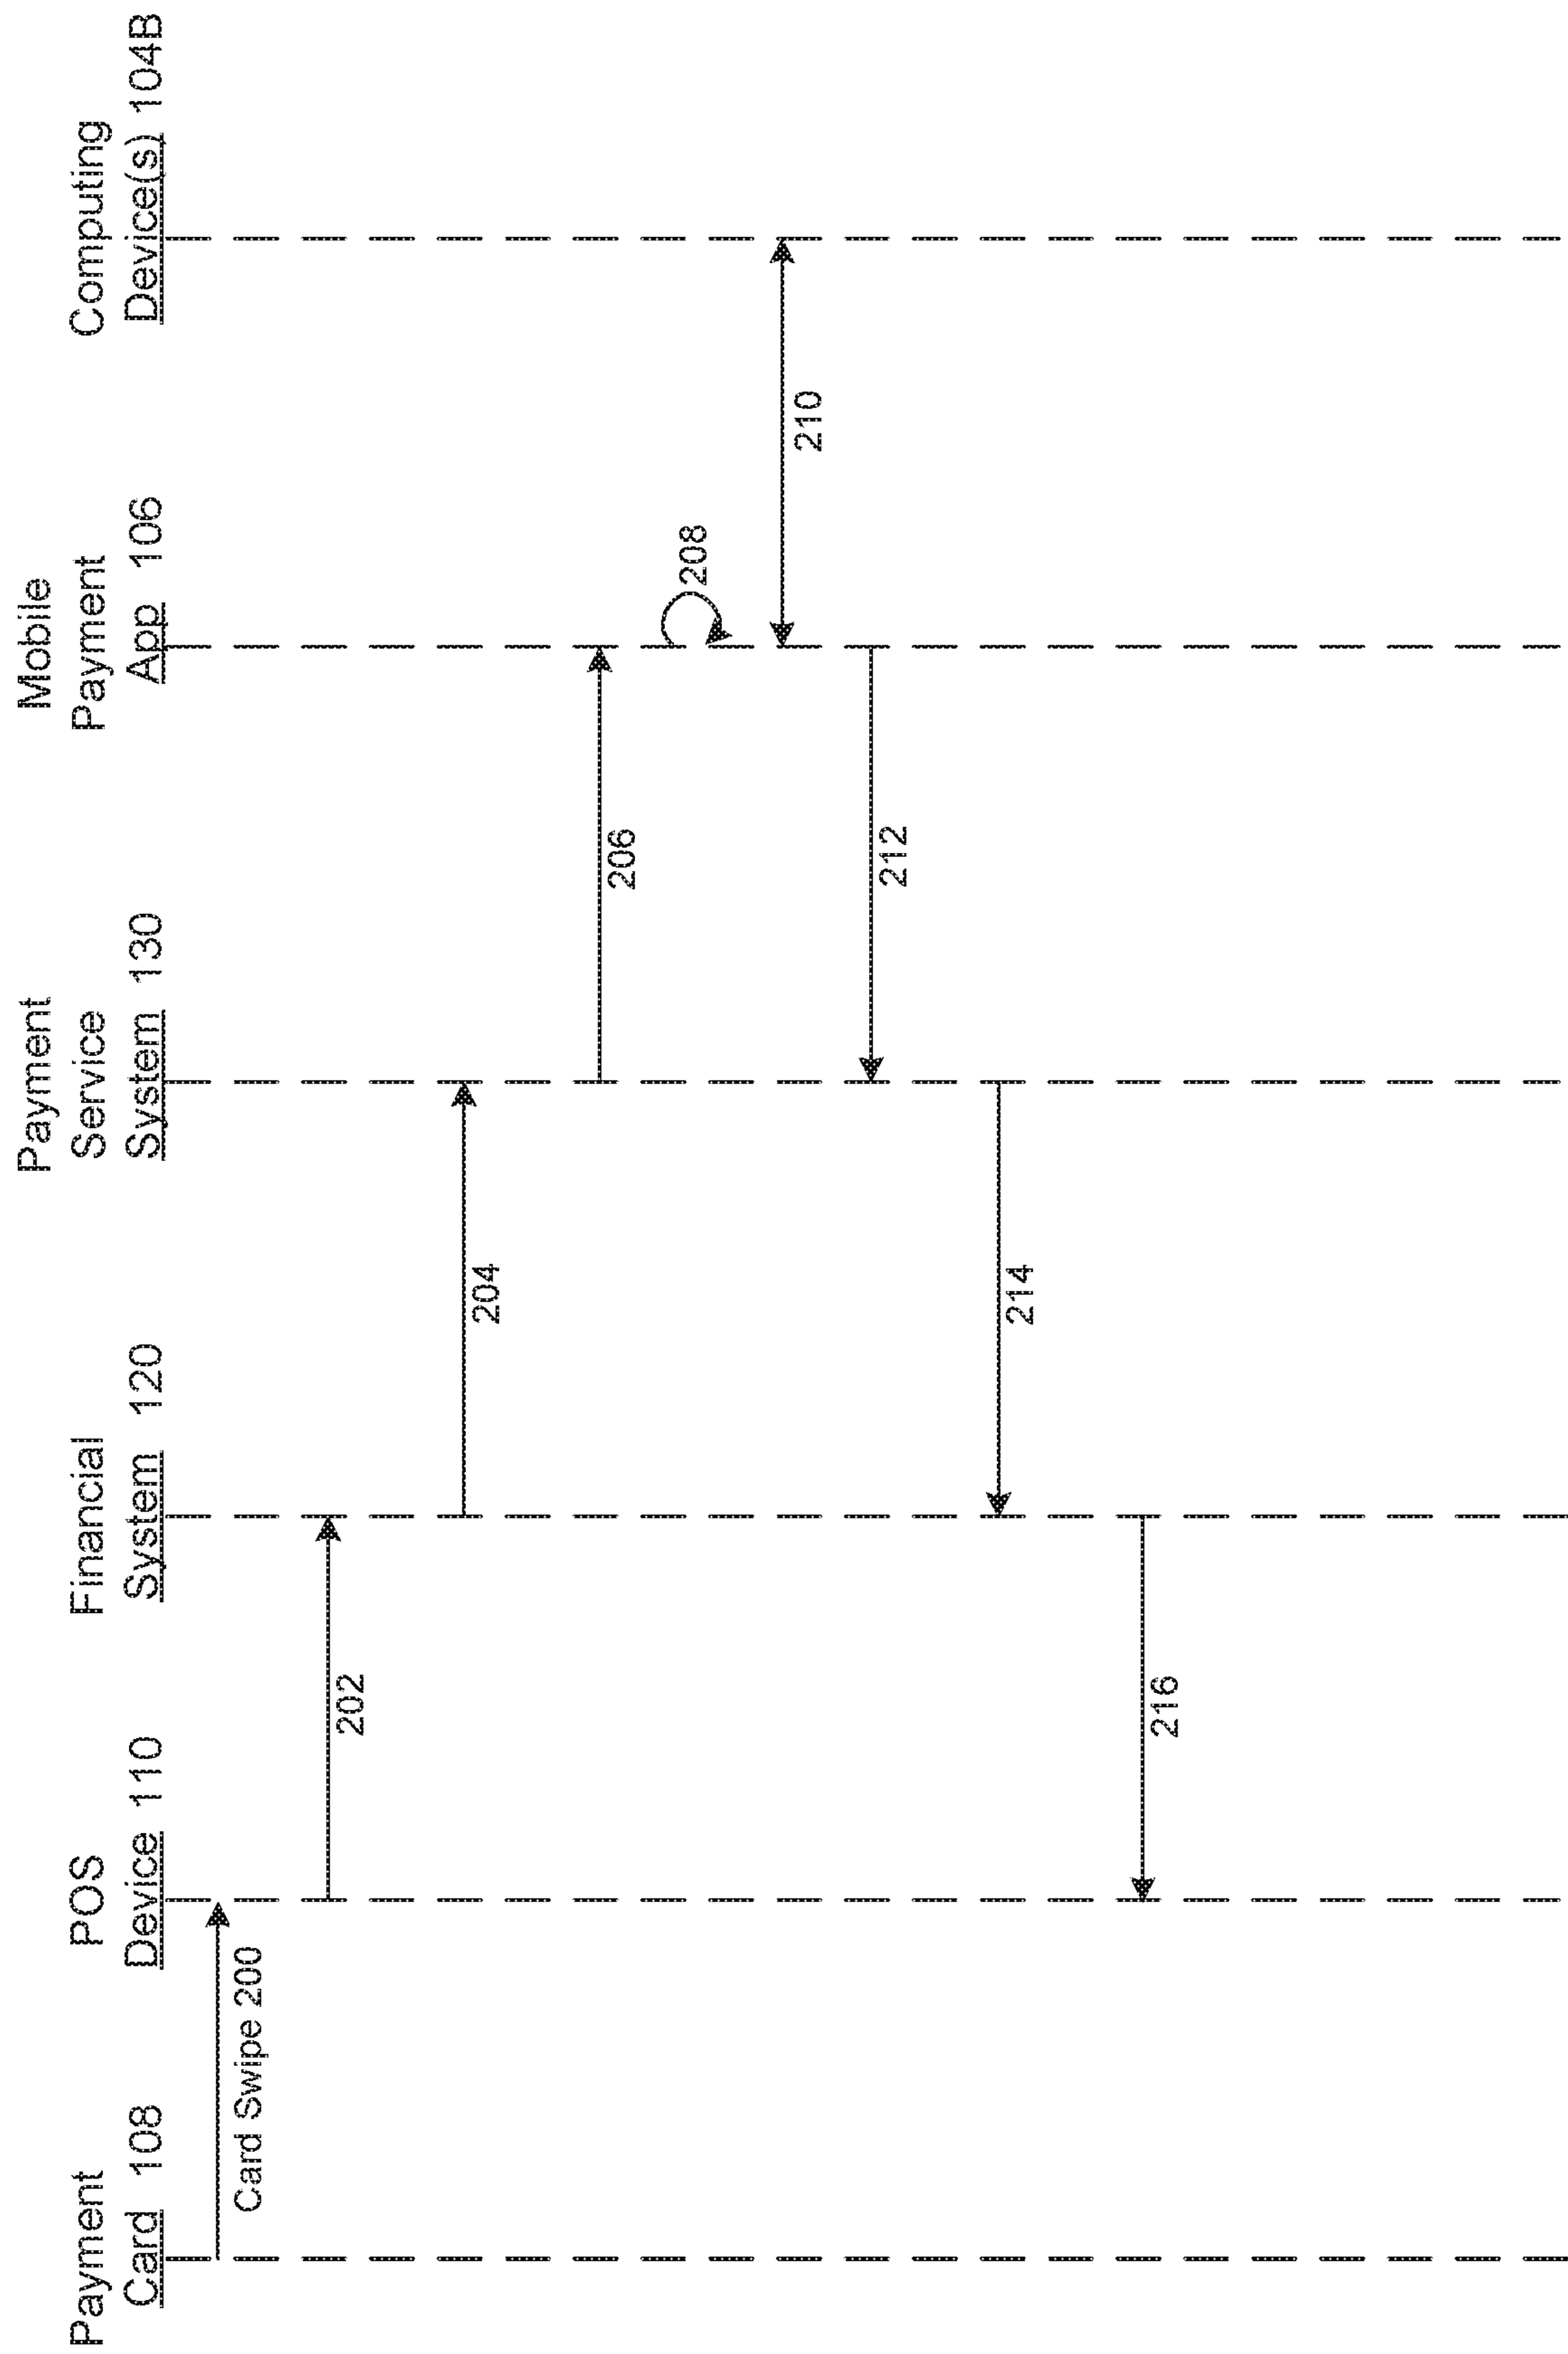 Payment
Card 108
POS
Device 110
Financial
System 120
Payment
Service
System 130
Mobile
Payment
App 106
Computing
Device(s) 104B
Card Swipe 200
202
204
206
208
210
212
214
216